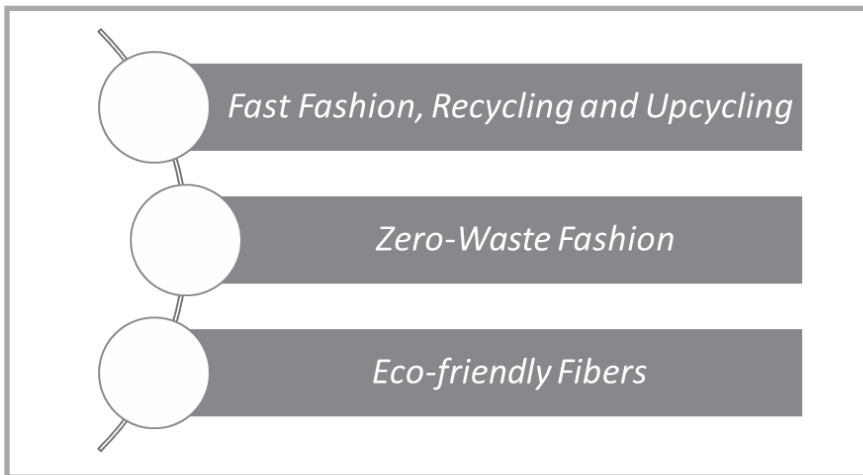 Fast Fashion, Recycling and Upcycling
Zero-Waste Fashion
Eco-friendly Fibers